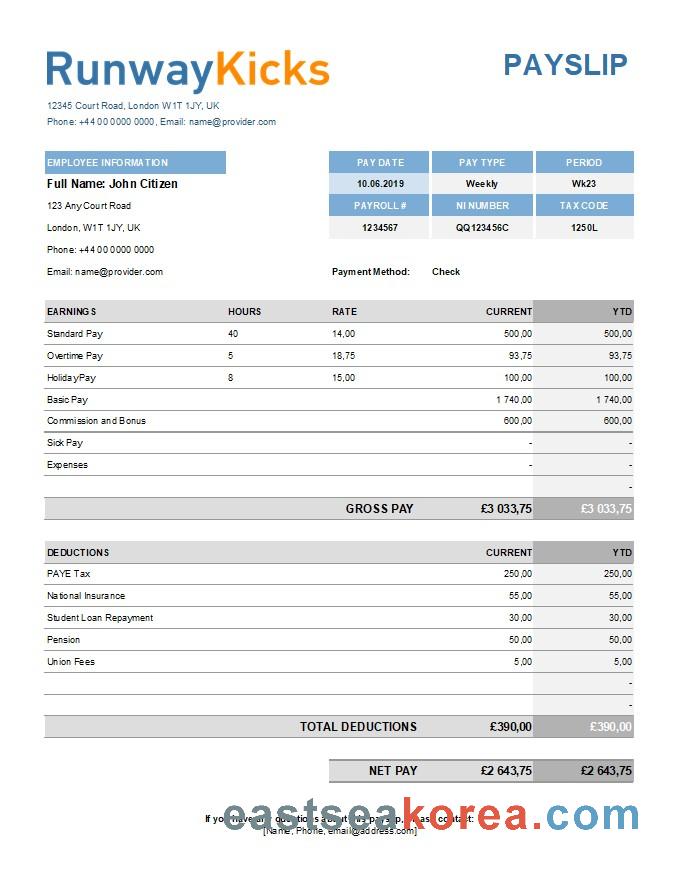 RunwayKicks
PAYSLIP
12345 Court Road, London W1T 1JY, UK
Phone: +44 00 0000 0000, Email: name@provider.com
EMPLOYEE INFORMATION
PAY DATE PAY TYPE PERIOD
Full Name: John Citizen
10.06.2019 Weekly Wk23
123 Any Court Road
PAYROLL # NI NUMBER TAX CODE
London, W1T 1JY, UK
1234567 QQ123456C 1250L
Phone: +44 00 0000 0000
Email: name@provider.com
Payment Method: Check
EARNINGS HOURS RATE CURRENT YTD
Standard Pay 40 14,00 500,00 500,00
Overtime Pay 5 18,75 93,75 93,75
Holiday Pay 8 15,00 100,00 100,00
Basic Pay 1 740,00 1 740,00
Commission and Bonus 600,00 600,00
Sick Pay - -
Expenses - -
-
GROSS PAY £3 033,75 £3 033,75
DEDUCTIONS CURRENT YTD
PAYE Tax 250,00 250,00
National Insurance 55,00 55,00
Student Loan Repayment 30,00 30,00
Pension 50,00 50,00
Union Fees 5,00 5,00
-
-
TOTAL DEDUCTIONS £390,00 £390,00
NET PAY £2 643,75 £2 643,75
If you have any questions about this payslip, please contact:
[Name, Phone, email@address.com]
eastseakorea.com